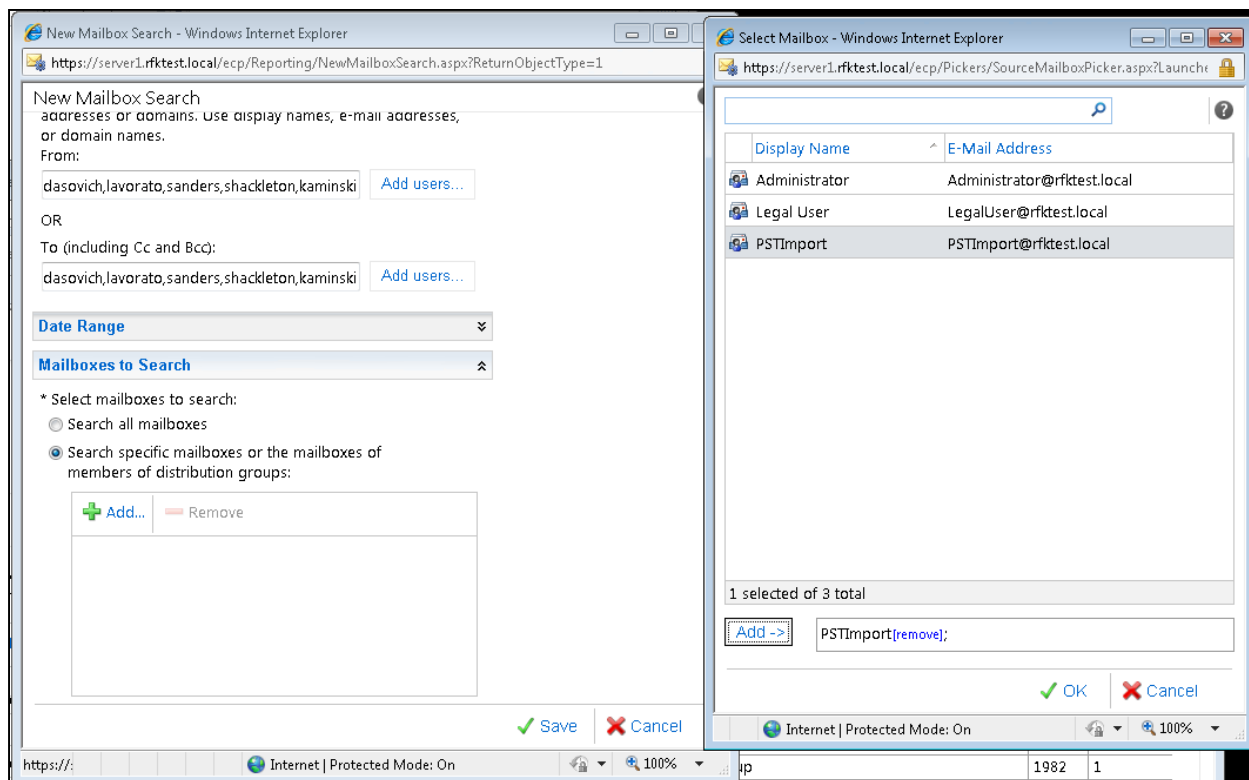 New Mailbox Search - Windows Internet Explorer
https://server1.rfktest.local/ecp/Reporting/NewMailboxSearch.aspx?ReturnObjectType=1
New Mailbox Search
addresses or domains. Use display names, e-mail addresses,
or domain names.
From:
dasovich,lavorato,sanders,shackleton,kaminski
Add users...
OR
To (including Cc and Bcc):
dasovich,lavorato,sanders,shackleton,kaminski
Add users...
Date Range
Mailboxes to Search
* Select mailboxes to search:
Search all mailboxes
Search specific mailboxes or the mailboxes of
members of distribution groups:
Add... Remove
Save Cancel
https:/
Internet | Protected Mode: On 100%
Select Mailbox - Windows Internet Explorer
https://server1.rfktest.local/ecp/Pickers/SourceMailboxPicker.aspx?Launche
?
Display Name E-Mail Address
Administrator Administrator@rfktest.local
Legal User LegalUser@rfktest.local
PSTImport PSTImport@rfktest.local
1 selected of 3 total
Add -> PSTImport[remove];
OK Cancel
Internet | Protected Mode: On 100%
up 1982 1